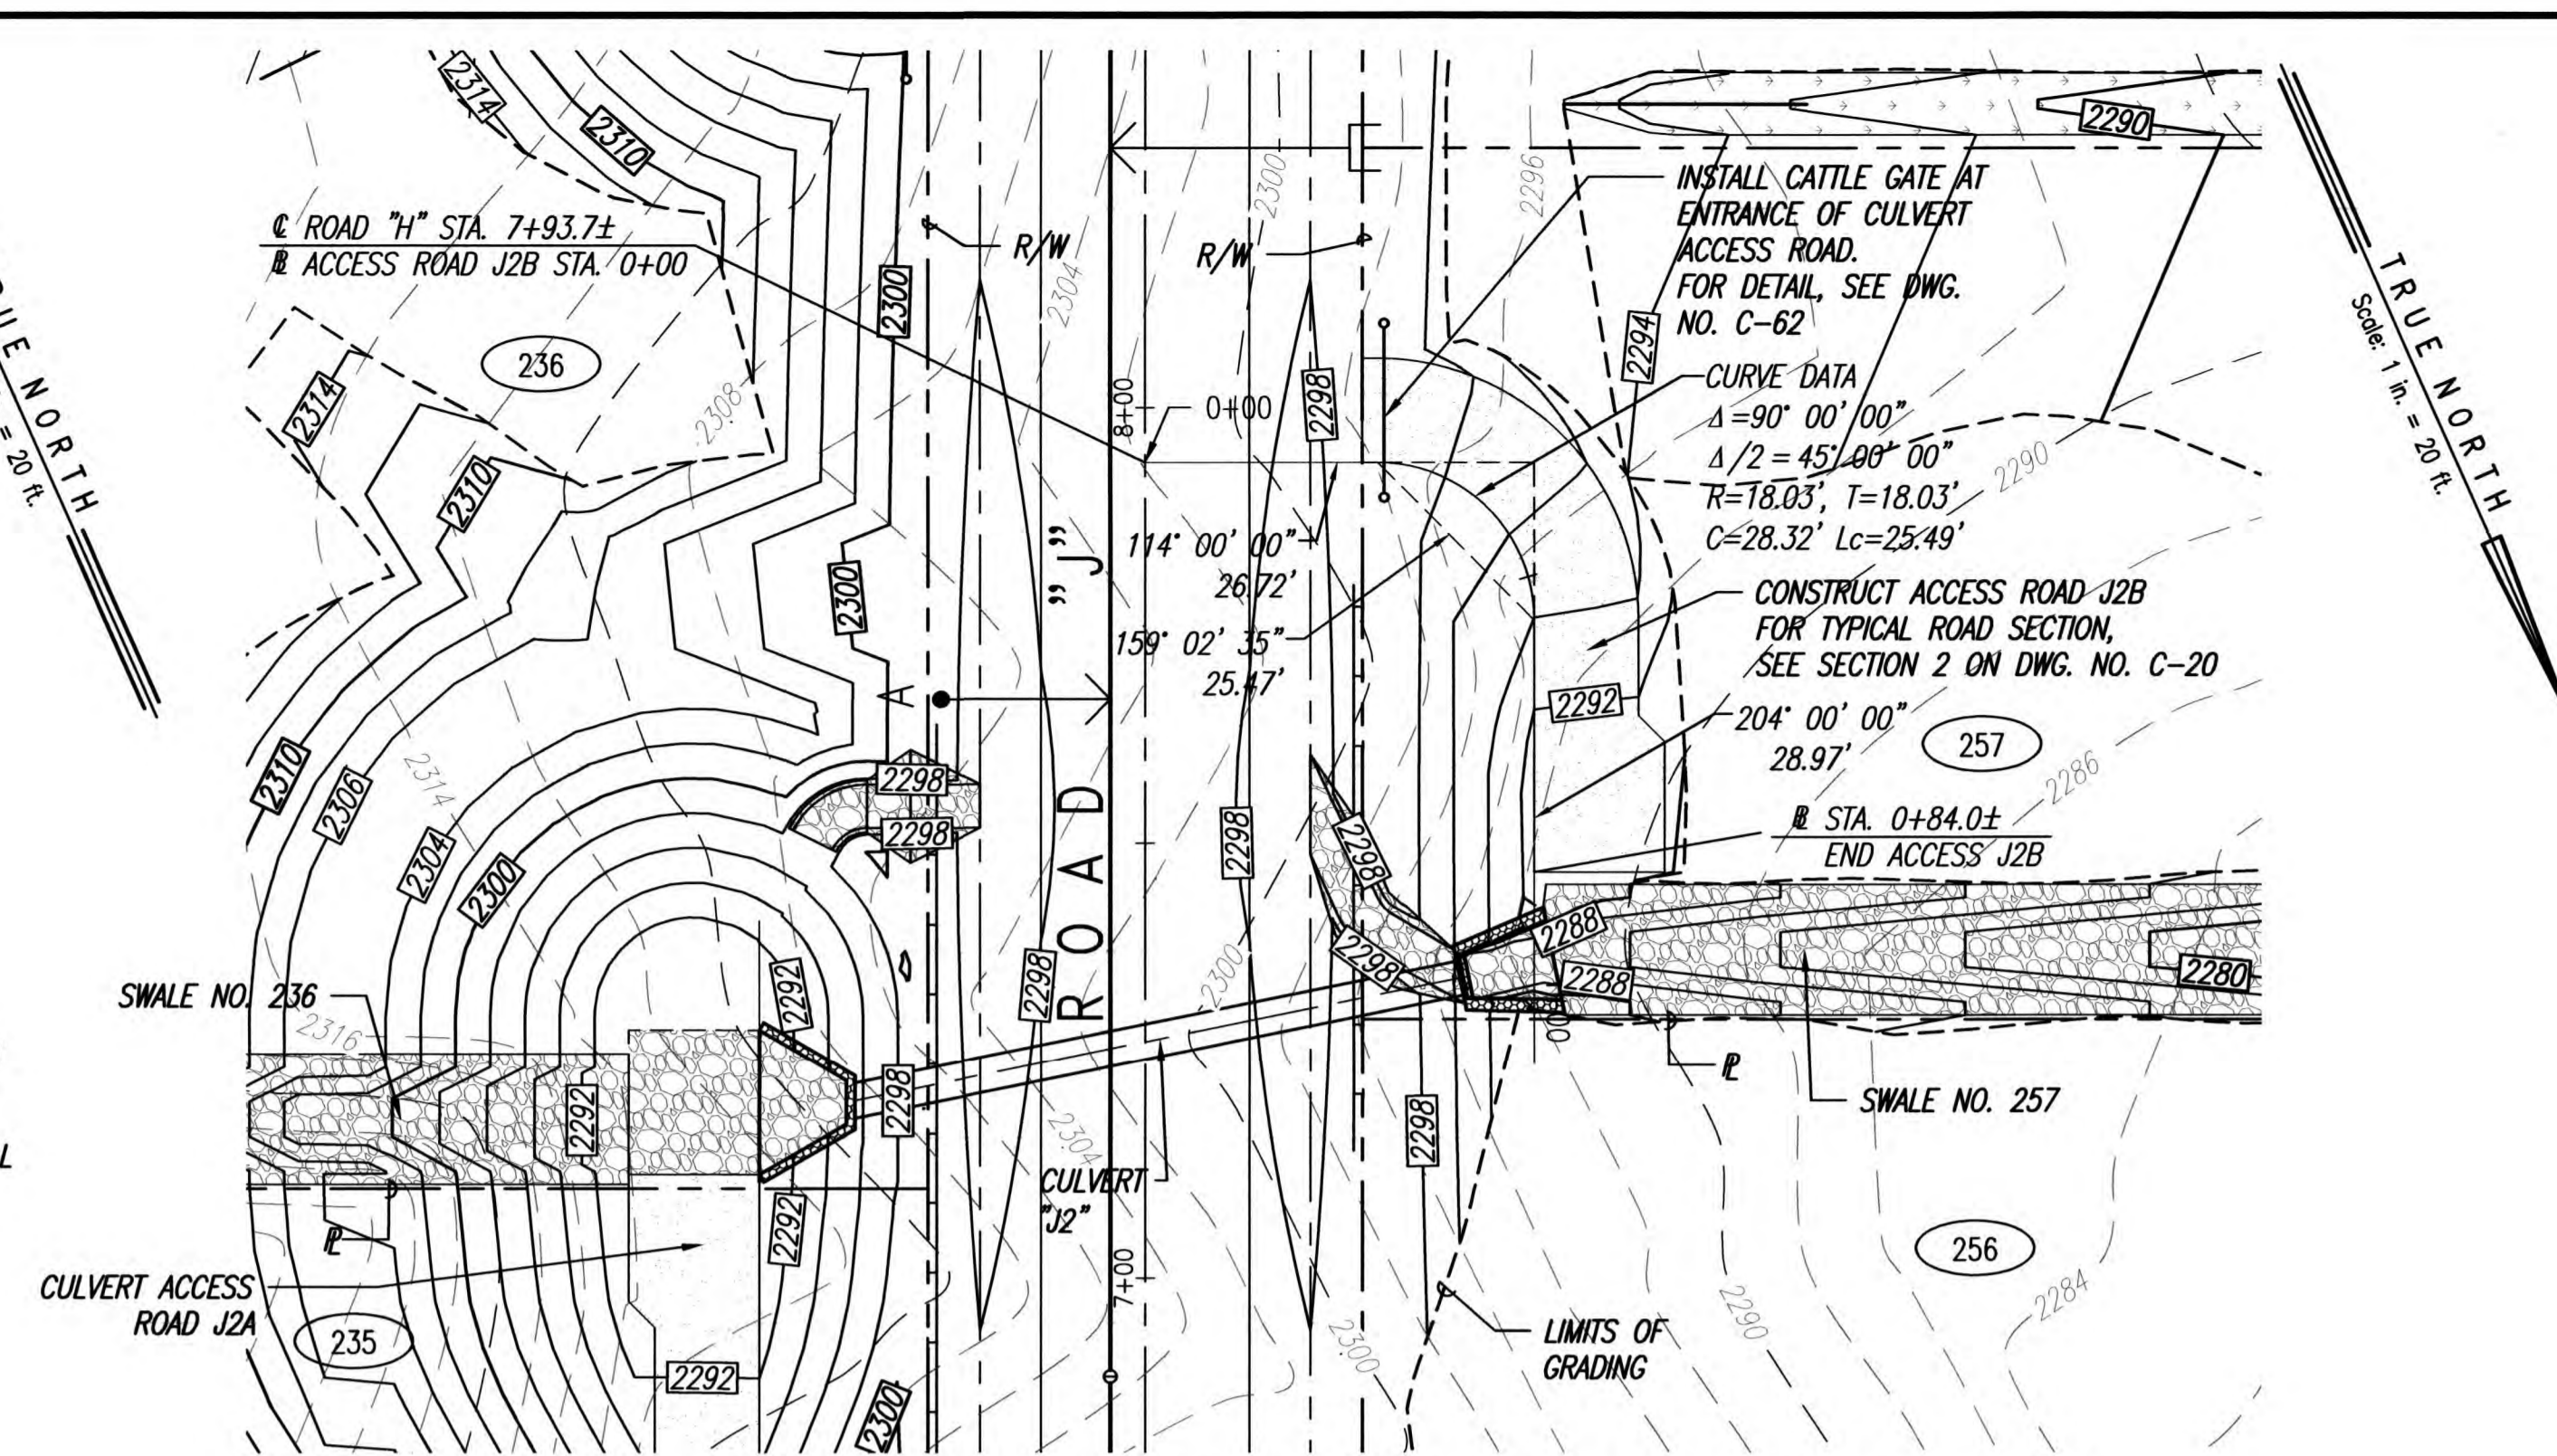 2314
2310
℄ ROAD "H" STA. 7+93.7±
BL ACCESS ROAD J2B STA. 0+00
236
2314
2310
2308
2300
2300
R/W
R/W
2304
2300
2296
2290
INSTALL CATTLE GATE AT
ENTRANCE OF CULVERT
ACCESS ROAD.
FOR DETAIL, SEE DWG.
NO. C-62
2294
CURVE DATA
Δ=90° 00' 00"
Δ/2=45° 00' 00"
R=18.03', T=18.03'
C=28.32' Lc=25.49'
2290
8+00
0+00
2298
114° 00' 00"
26.72'
159° 02' 35"
25.47'
CONSTRUCT ACCESS ROAD J2B
FOR TYPICAL ROAD SECTION,
SEE SECTION 2 ON DWG. NO. C-20
2292
204° 00' 00"
28.97'
257
2286
BL STA. 0+84.0±
END ACCESS J2B
TRUE NORTH
Scale: 1 in. = 20 ft.
UE NORTH
= 20 ft.
A
ROAD "J"
2310
2306
2314
2304
2300
2298
2298
2298
2298
2298
2298
2288
2288
2280
SWALE NO. 236
2316
2292
2292
2298
2300
2304
CULVERT
"J2"
00
PL
SWALE NO. 257
2298
L
PL
2292
CULVERT ACCESS
ROAD J2A
235
2292
2300
7+00
2300
LIMITS OF
GRADING
2290
256
2284